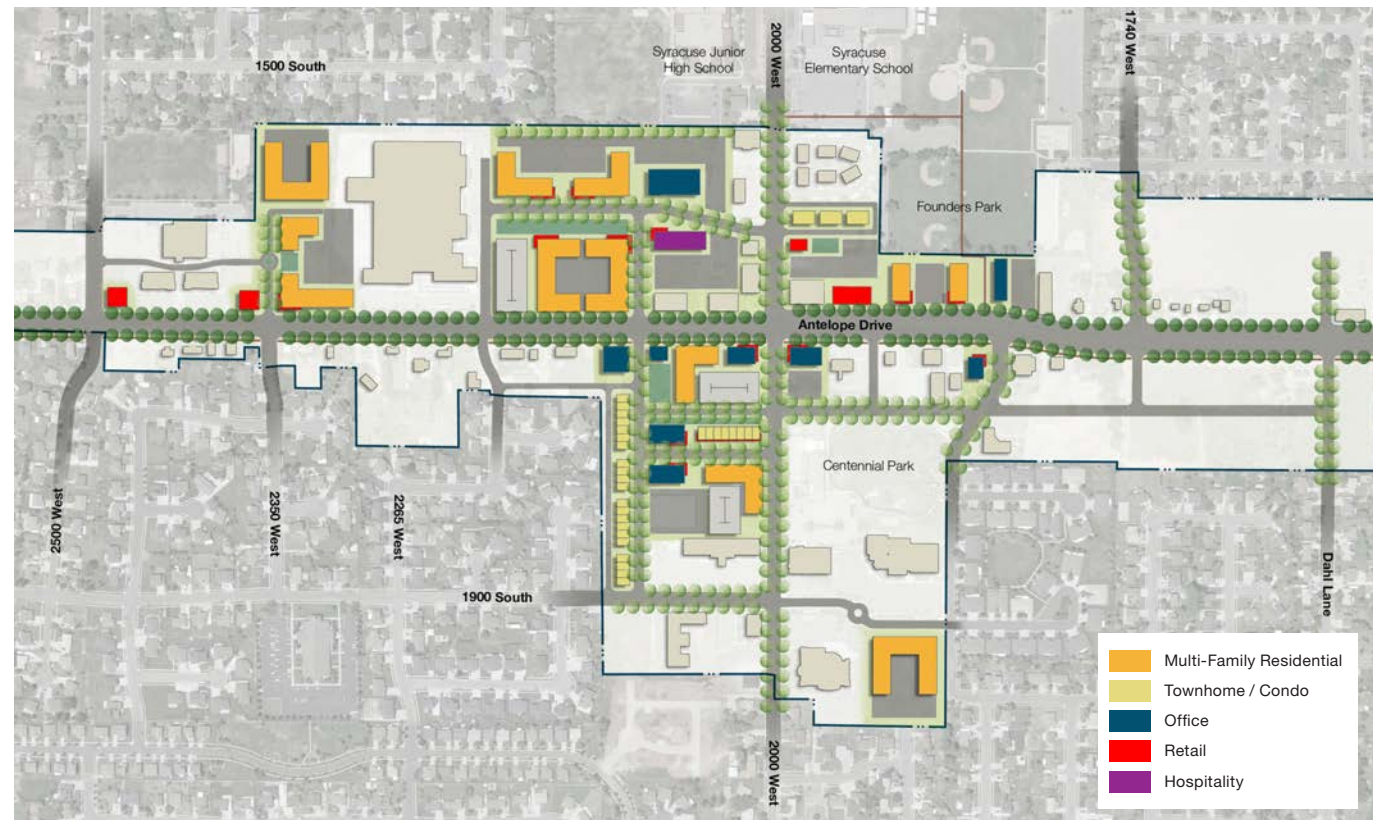 1500 South
Syracuse Junior
High School
2000 West
Syracuse
Elementary School
1740 West
Founders Park
Antelope Drive
Centennial Park
2500 West
2350 West
2265 West
1900 South
2000 West
Dahl Lane
Multi-Family Residential
Townhome / Condo
Office
Retail
Hospitality